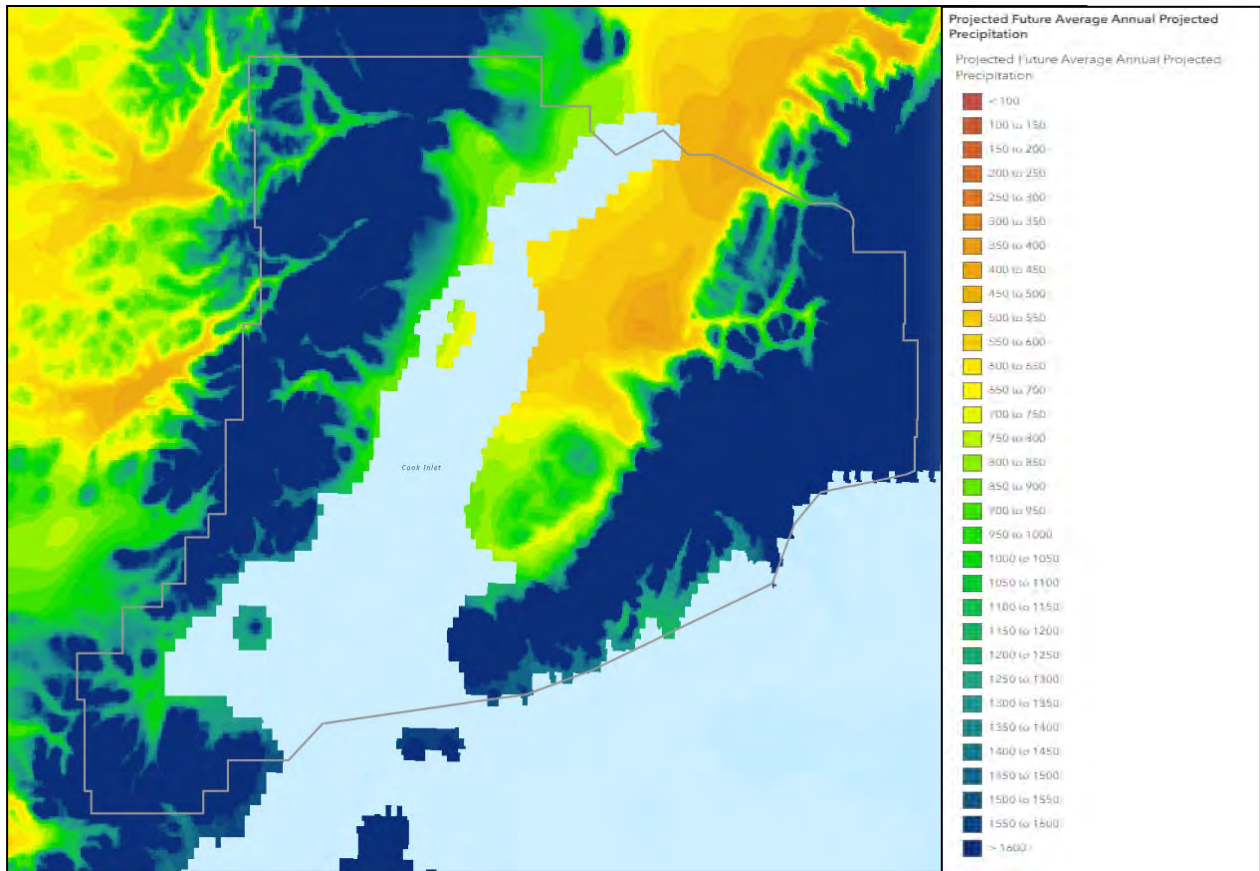 Projected Future Average Annual Projected
Precipitation
Projected Future Average Annual Projected
Precipitation
< 100
100 to 150
150 to 200
200 to 250
250 to 300
300 to 350
350 to 400
400 to 450
450 to 500
500 to 550
550 to 600
600 to 650
650 to 700
700 to 750
750 to 800
800 to 850
850 to 900
900 to 950
950 to 1000
1000 to 1050
1050 to 1100
1100 to 1150
1150 to 1200
1200 to 1250
1250 to 1300
1300 to 1350
1350 to 1400
1400 to 1450
1450 to 1500
1500 to 1550
1550 to 1600
> 1600
Cook Inlet